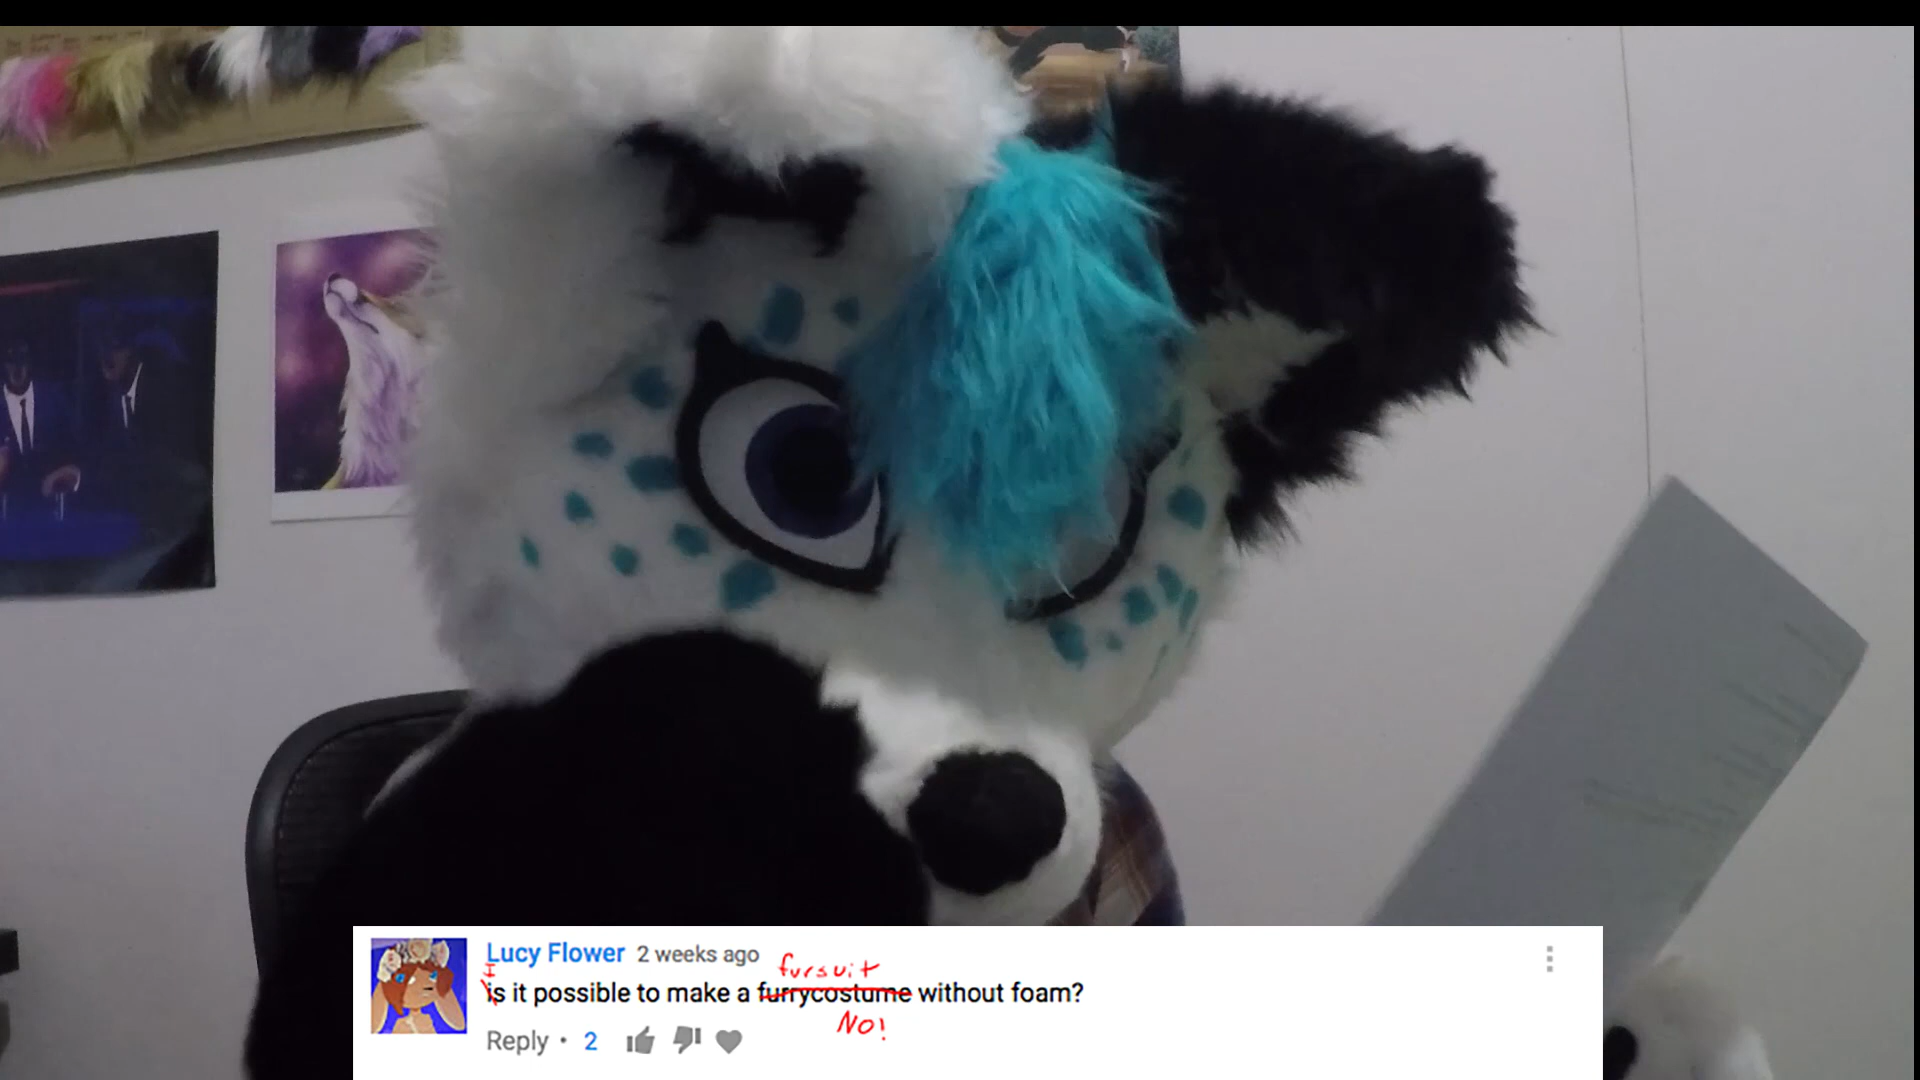 Lucy Flower 2 weeks ago
fursuit
I
is it possible to make a furrycostume without foam?
NO!
Reply • 2